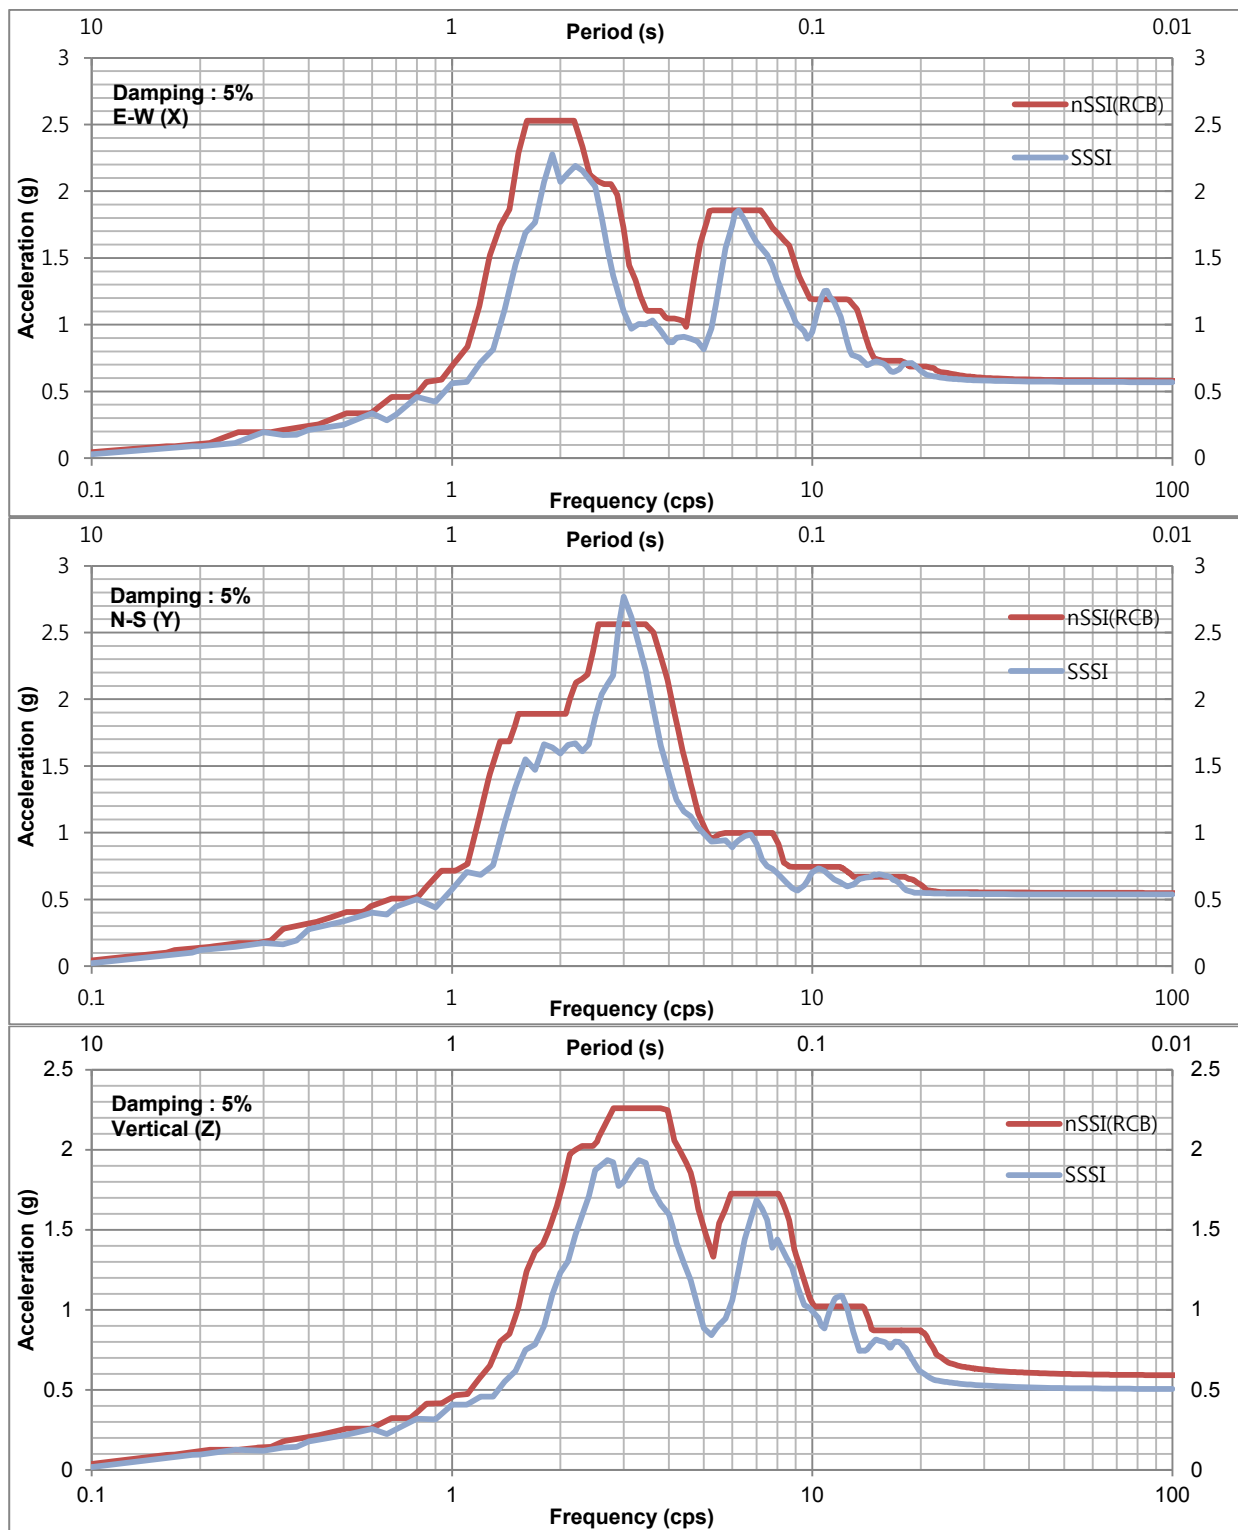 10 1 Period (s) 0.1 0.01
3 3
Damping : 5%
E-W (X)
nSSI(RCB)
2.5 2.5
SSSI
2 2
Acceleration (g)
1.5 1.5
1 1
0.5 0.5
0 0
0.1 1 Frequency (cps) 10 100
10 1 Period (s) 0.1 0.01
3 3
Damping : 5%
N-S (Y)
nSSI(RCB)
2.5 2.5
SSSI
2 2
Acceleration (g)
1.5 1.5
1 1
0.5 0.5
0 0
0.1 1 Frequency (cps) 10 100
10 1 Period (s) 0.1 0.01
2.5 2.5
Damping : 5%
Vertical (Z)
nSSI(RCB)
2 2
SSSI
Acceleration (g)
1.5 1.5
1 1
0.5 0.5
0 0
0.1 1 Frequency (cps) 10 100